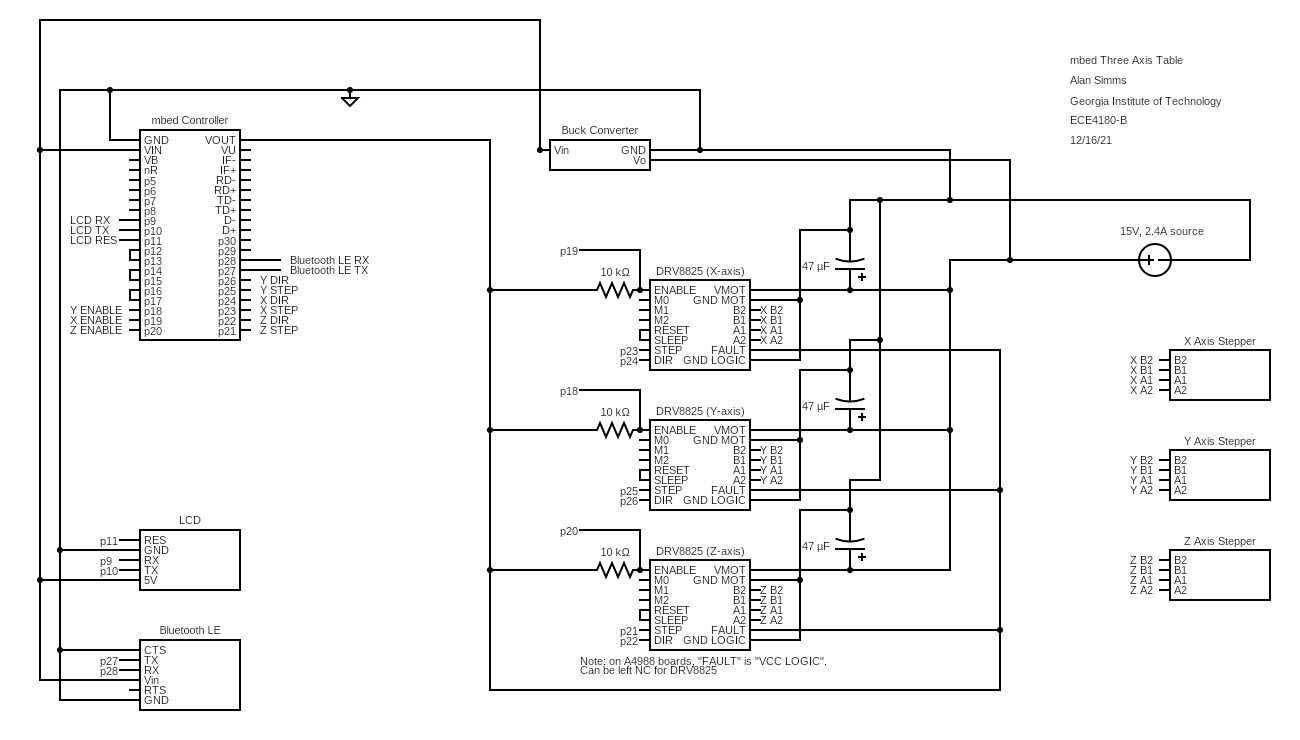 mbed Three Axis Table
Alan Simms
Georgia Institute of Technology
ECE4180-B
12/16/21
mbed Controller
GND VOUT
VIN VU
VB IF-
nR IF+
p5 RD-
p6 RD+
p7 TD-
p8 TD+
LCD RX p9 D-
LCD TX p10 D+
LCD RES p11 p30
p12 p29
p13 p28 Bluetooth LE RX
p14 p27 Bluetooth LE TX
p15 p26 Y DIR
p16 p25 Y STEP
p17 p24 X DIR
Y ENABLE p18 p23 X STEP
X ENABLE p19 p22 Z DIR
Z ENABLE p20 p21 Z STEP
Buck Converter
Vin GND
Vo
15V, 2.4A source
p19
10 kΩ
47 µF
DRV8825 (X-axis)
ENABLE VMOT
M0 GND MOT
M1 B2 X B2
M2 B1 X B1
RESET A1 X A1
SLEEP A2 X A2
p23 STEP FAULT
p24 DIR GND LOGIC
p18
10 kΩ
47 µF
DRV8825 (Y-axis)
ENABLE VMOT
M0 GND MOT
M1 B2 Y B2
M2 B1 Y B1
RESET A1 Y A1
SLEEP A2 Y A2
p25 STEP FAULT
p26 DIR GND LOGIC
p20
10 kΩ
47 µF
DRV8825 (Z-axis)
ENABLE VMOT
M0 GND MOT
M1 B2 Z B2
M2 B1 Z B1
RESET A1 Z A1
SLEEP A2 Z A2
p21 STEP FAULT
p22 DIR GND LOGIC
Note: on A4988 boards, "FAULT" is "VCC LOGIC".
Can be left NC for DRV8825
X Axis Stepper
X B2 B2
X B1 B1
X A1 A1
X A2 A2
Y Axis Stepper
Y B2 B2
Y B1 B1
Y A1 A1
Y A2 A2
Z Axis Stepper
Z B2 B2
Z B1 B1
Z A1 A1
Z A2 A2
LCD
p11 RES
GND
p9 RX
p10 TX
5V
Bluetooth LE
CTS
p27 TX
p28 RX
Vin
RTS
GND